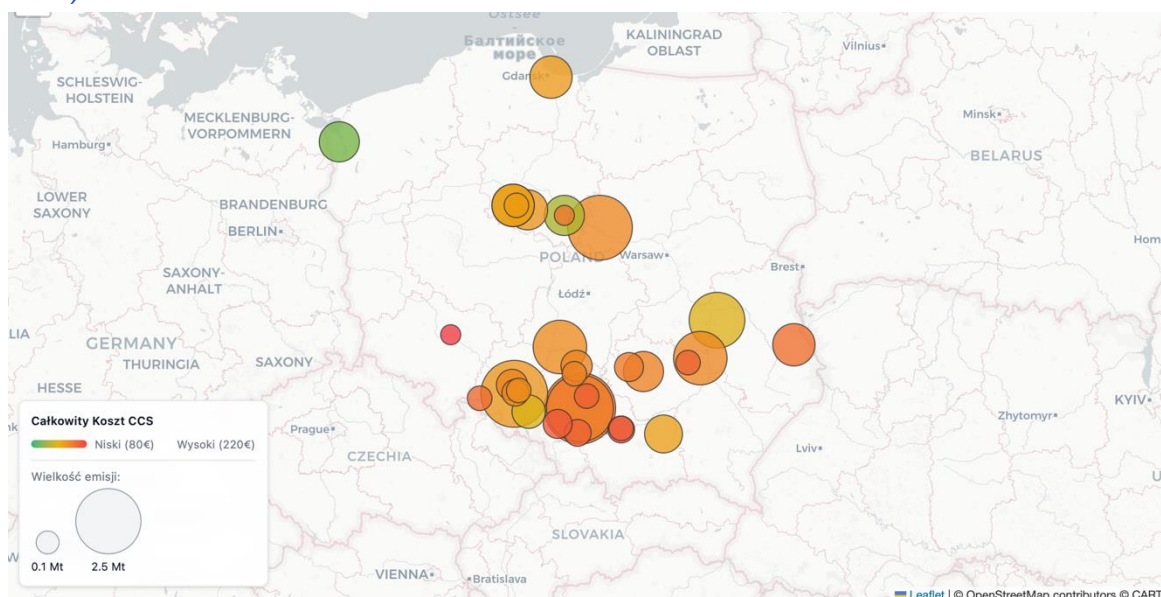 Ostsee
-
Балтийское
море
KALININGRAD
OBLAST
Vilnius
Gdańsk
SCHLESWIG-
HOLSTEIN
MECKLENBURG-
VORPOMMERN
Minsk
Hamburg
BELARUS
LOWER
SAXONY
BRANDENBURG
BERLIN
Hom
POLAND
Warsaw
Brest
SAXONY-
ANHALT
Łódź
LIA
GERMANY
THURINGIA
SAXONY
HESSE
KYIV
Całkowity Koszt CCS
Niski (80€) Wysoki (220€)
Zhytomyr
Prague
Lviv
CZECHIA
Wielkość emisji:
0.1 Mt 2.5 Mt
SLOVAKIA
VIENNA
Bratislava
Leaflet | © OpenStreetMap contributors © CART